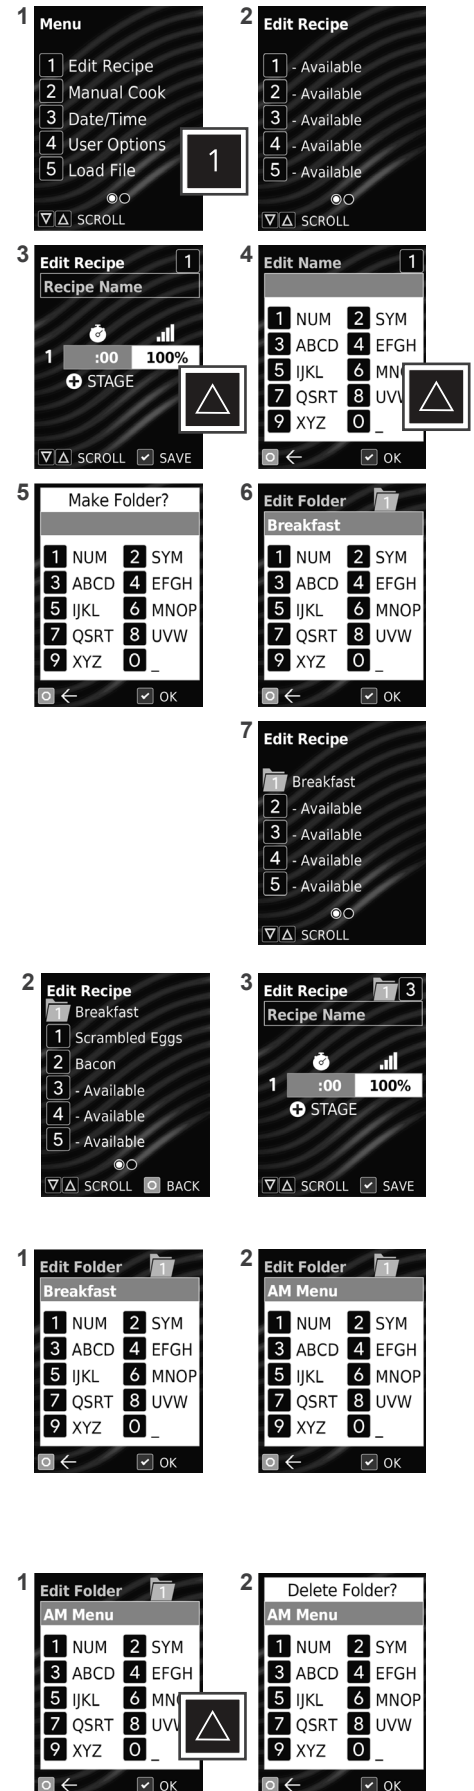 1
Menu
1 Edit Recipe
2 Manual Cook
3 Date/Time
4 User Options
5 Load File
SCROLL
1
2
Edit Recipe
1 - Available
2 - Available
3 - Available
4 - Available
5 - Available
SCROLL
3
Edit Recipe 1
Recipe Name
1 :00 100%
+ STAGE
SCROLL SAVE
4
Edit Name 1
1 NUM 2 SYM
3 ABCD 4 EFGH
5 IJKL 6
7 QSRT 8
9 XYZ 0 _
← OK
5
Make Folder?
1 NUM 2 SYM
3 ABCD 4 EFGH
5 IJKL 6 MNOP
7 QSRT 8 UVW
9 XYZ 0 _
← OK
6
Edit Folder 1
Breakfast
1 NUM 2 SYM
3 ABCD 4 EFGH
5 IJKL 6 MNOP
7 QSRT 8 UVW
9 XYZ 0 _
← OK
7
Edit Recipe
1 Breakfast
2 - Available
3 - Available
4 - Available
5 - Available
SCROLL
2
Edit Recipe
1 Breakfast
1 Scrambled Eggs
2 Bacon
3 - Available
4 - Available
5 - Available
SCROLL BACK
3
Edit Recipe 1 3
Recipe Name
1 :00 100%
+ STAGE
SCROLL SAVE
1
Edit Folder 1
Breakfast
1 NUM 2 SYM
3 ABCD 4 EFGH
5 IJKL 6 MNOP
7 QSRT 8 UVW
9 XYZ 0 _
← OK
2
Edit Folder 1
AM Menu
1 NUM 2 SYM
3 ABCD 4 EFGH
5 IJKL 6 MNOP
7 QSRT 8 UVW
9 XYZ 0 _
← OK
1
Edit Folder 1
AM Menu
1 NUM 2 SYM
3 ABCD 4 EFGH
5 IJKL 6
7 QSRT 8
9 XYZ 0 _
← OK
2
Delete Folder?
AM Menu
1 NUM 2 SYM
3 ABCD 4 EFGH
5 IJKL 6 MNOP
7 QSRT 8 UVW
9 XYZ 0 _
← OK